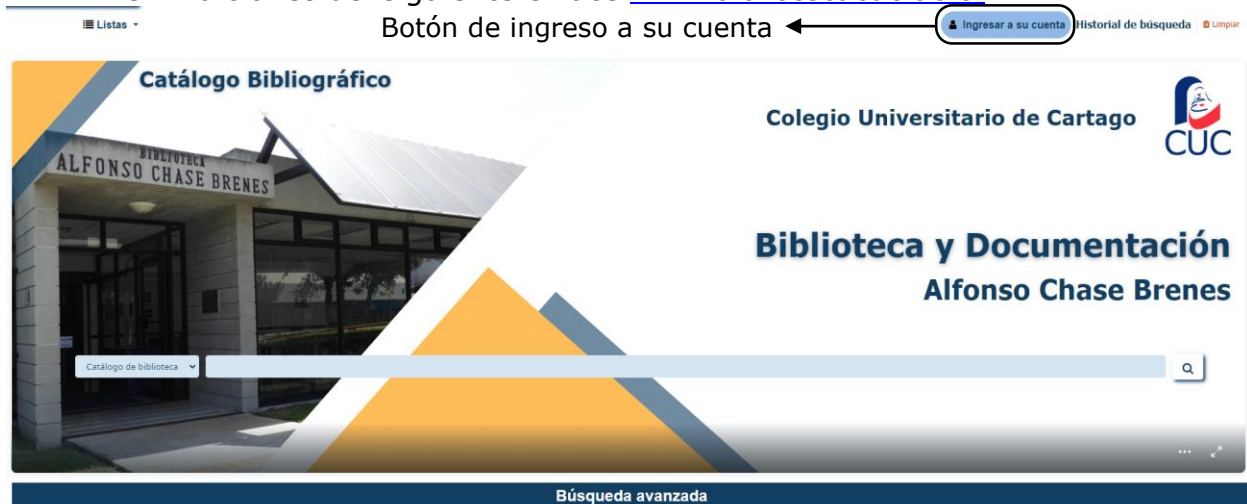 Listas
Botón de ingreso a su cuenta
Ingresar a su cuenta
Historial de búsqueda
Limpiar
Catálogo Bibliográfico
Colegio Universitario de Cartago
CUC
BIBLIOTECA
ALFONSO CHASE BRENES
Biblioteca y Documentación
Alfonso Chase Brenes
Catálogo de biblioteca
Búsqueda avanzada